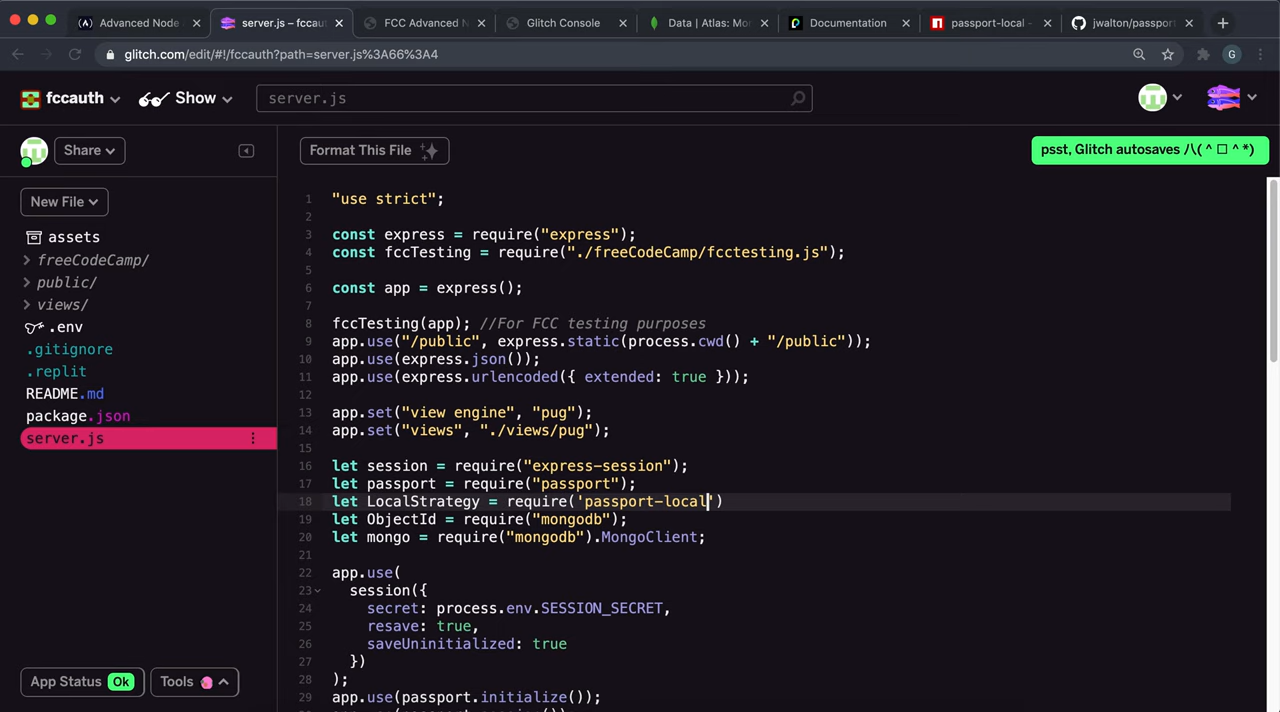 Advanced Node
server.js – fccau
FCC Advanced N
Glitch Console
Data | Atlas: Mon
Documentation
passport-local -
jwalton/passport
glitch.com/edit/#!/fccauth?path=server.js%3A66%3A4
G
fccauth
Show
server.js
Share
Format This File
psst, Glitch autosaves
New File
assets
freeCodeCamp/
public/
views/
.env
.gitignore
.replit
README.md
package.json
server.js
App Status Ok
Tools
1 "use strict";
2
3 const express = require("express");
4 const fccTesting = require("./freeCodeCamp/fcctesting.js");
5
6 const app = express();
7
8 fccTesting(app); //For FCC testing purposes
9 app.use("/public", express.static(process.cwd() + "/public"));
10 app.use(express.json());
11 app.use(express.urlencoded({ extended: true }));
12
13 app.set("view engine", "pug");
14 app.set("views", "./views/pug");
15
16 let session = require("express-session");
17 let passport = require("passport");
18 let LocalStrategy = require('passport-local')
19 let ObjectId = require("mongodb");
20 let mongo = require("mongodb").MongoClient;
21
22 app.use(
23 session({
24 secret: process.env.SESSION_SECRET,
25 resave: true,
26 saveUninitialized: true
27 })
28 );
29 app.use(passport.initialize());